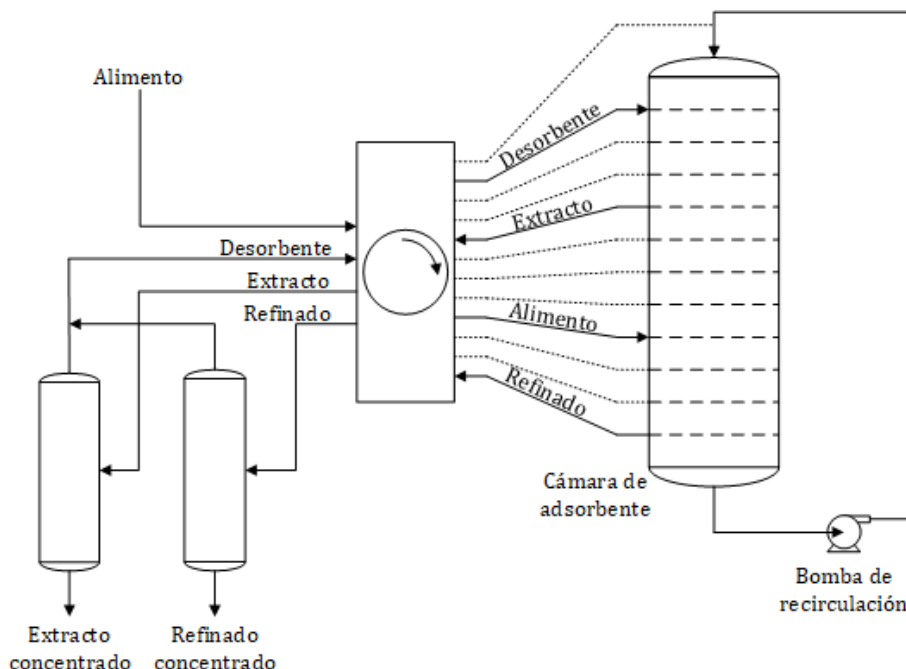 Alimento
Desorbente
Extracto
Refinado
Desorbente
Extracto
Alimento
Refinado
Cámara de
adsorbente
Bomba de
recirculación
Extracto
concentrado
Refinado
concentrado